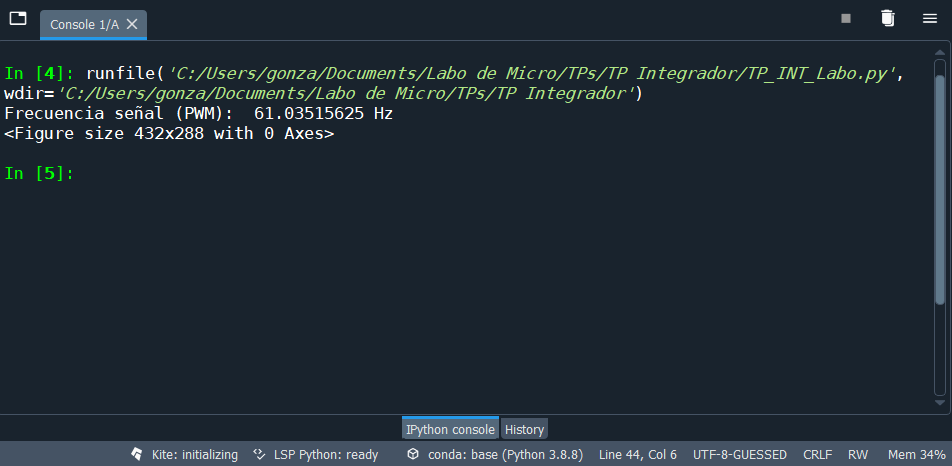 Console 1/A
In [4]: runfile('C:/Users/gonza/Documents/Labo de Micro/TPs/TP Integrador/TP_INT_Labo.py',
wdir='C:/Users/gonza/Documents/Labo de Micro/TPs/TP Integrador')
Frecuencia señal (PWM):  61.03515625 Hz
<Figure size 432x288 with 0 Axes>
In [5]:
IPython console History
Kite: initializing LSP Python: ready conda: base (Python 3.8.8) Line 44, Col 6 UTF-8-GUESSED CRLF RW Mem 34%